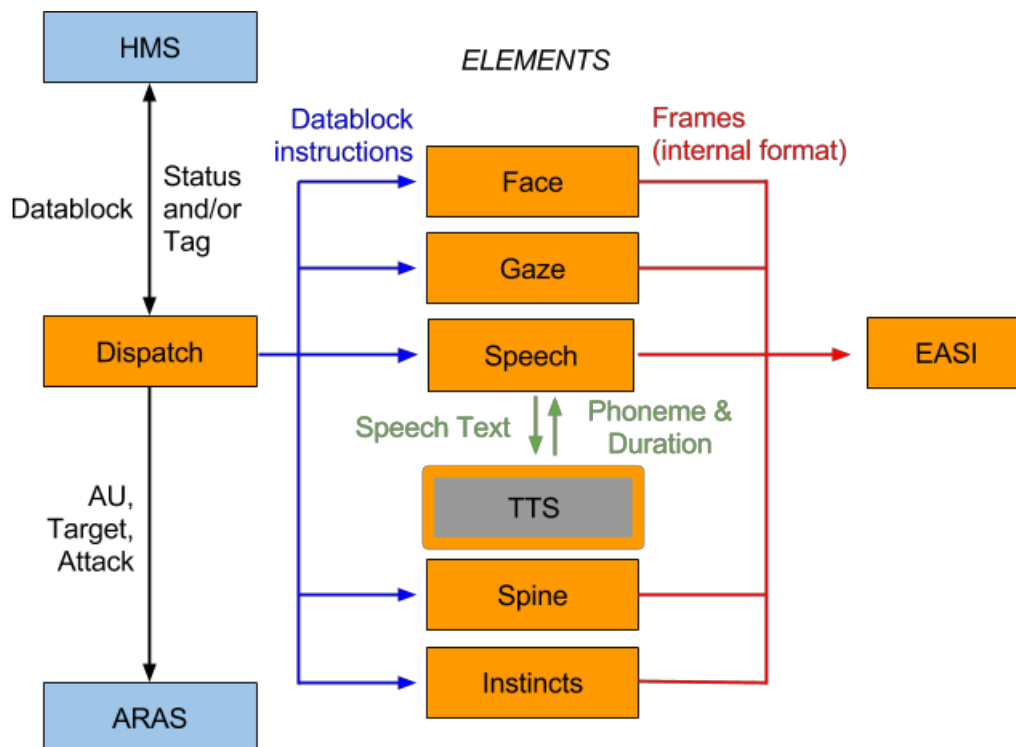 HMS
ELEMENTS
Datablock
instructions
Frames
(internal format)
Face
Datablock
Status
and/or
Tag
Gaze
Dispatch
Speech
EASI
Speech Text
Phoneme &
Duration
TTS
AU,
Target,
Attack
Spine
Instincts
ARAS